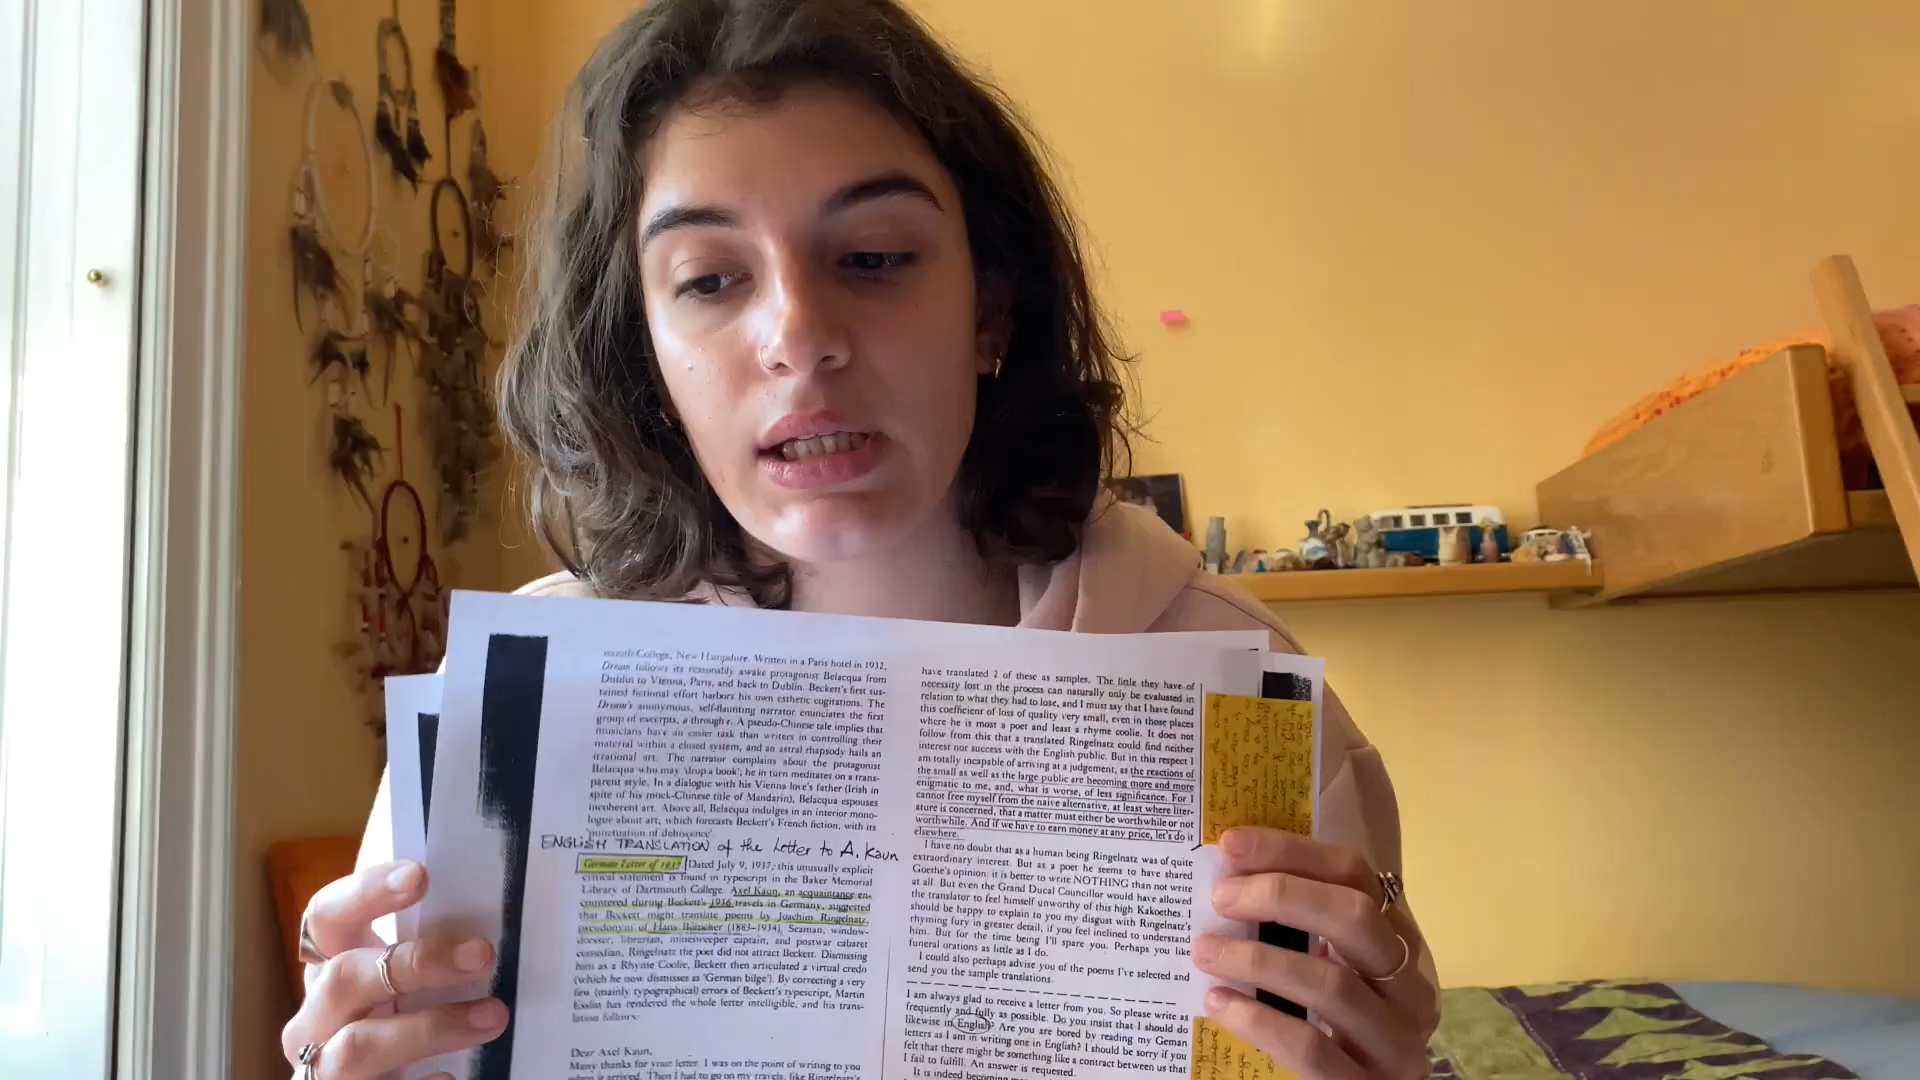 mouth College, New Hampshire. Written in a Paris hotel in 1932,
Dream follows its reasonably awake protagonist Belacqua from
Dublin to Vienna, Paris, and back to Dublin. Beckett's first sus-
tained fictional effort harbors his own esthetic cogitations. The
Dream's anonymous, self-flaunting narrator enunciates the first
group of excerpts, a through r. A pseudo-Chinese tale implies that
musicians have an easier task than writers in controlling their
material within a closed system, and an astral rhapsody hails an
irrational art. The narrator complains about the protagonist
Belacqua who may 'drop a book'; he in turn meditates on a trans-
parent style. In a dialogue with his Vienna love's father (Irish in
spite of his mock-Chinese title of Mandarin), Belacqua espouses
incoherent art. Above all, Belacqua indulges in an interior mono-
logue about art, which forecasts Beckett's French fiction, with its
'punctuation of dehiscence'.
ENGLISH TRANSLATION of the Letter to A. Kaun
German Letter of 1937 Dated July 9, 1937; this unusually explicit
critical statement is found in typescript in the Baker Memorial
Library of Dartmouth College. Axel Kaun, an acquaintance en-
countered during Beckett's 1936 travels in Germany, suggested
that Beckett might translate poems by Joachim Ringelnatz,
pseudonym of Hans Bötticher (1883–1934). Seaman, window-
dresser, librarian, minesweeper captain, and postwar cabaret
comedian, Ringelnatz the poet did not attract Beckett. Dismissing
him as a Rhyme Coolie, Beckett then articulated a virtual credo
(which he now dismisses as 'German bilge'). By correcting a very
few (mainly typographical) errors of Beckett's typescript, Martin
Esslin has rendered the whole letter intelligible, and his trans-
lation follows:
Dear Axel Kaun,
Many thanks for your letter. I was on the point of writing to you
when it arrived. Then I had to go on my travels, like Ringelnatz's
have translated 2 of these as samples. The little they have of
necessity lost in the process can naturally only be evaluated in
relation to what they had to lose, and I must say that I have found
this coefficient of loss of quality very small, even in those places
where he is most a poet and least a rhyme coolie. It does not
follow from this that a translated Ringelnatz could find neither
interest nor success with the English public. But in this respect I
am totally incapable of arriving at a judgement, as the reactions of
the small as well as the large public are becoming more and more
enigmatic to me, and, what is worse, of less significance. For I
cannot free myself from the naive alternative, at least where liter-
ature is concerned, that a matter must either be worthwhile or not
worthwhile. And if we have to earn money at any price, let's do it
elsewhere.
I have no doubt that as a human being Ringelnatz was of quite
extraordinary interest. But as a poet he seems to have shared
Goethe's opinion: it is better to write NOTHING than not write
at all. But even the Grand Ducal Councillor would have allowed
the translator to feel himself unworthy of this high Kakoethes. I
should be happy to explain to you my disgust with Ringelnatz's
rhyming fury in greater detail, if you feel inclined to understand
him. But for the time being I'll spare you. Perhaps you like
funeral orations as little as I do.
I could also perhaps advise you of the poems I've selected and
send you the sample translations.
I am always glad to receive a letter from you. So please write as
frequently and fully as possible. Do you insist that I should do
likewise in English? Are you as bored by reading my German
letters as I am in writing one in English? I should be sorry if you
felt that there might be something like a contract between us that
I fail to fulfill. An answer is requested.
It is indeed becoming more